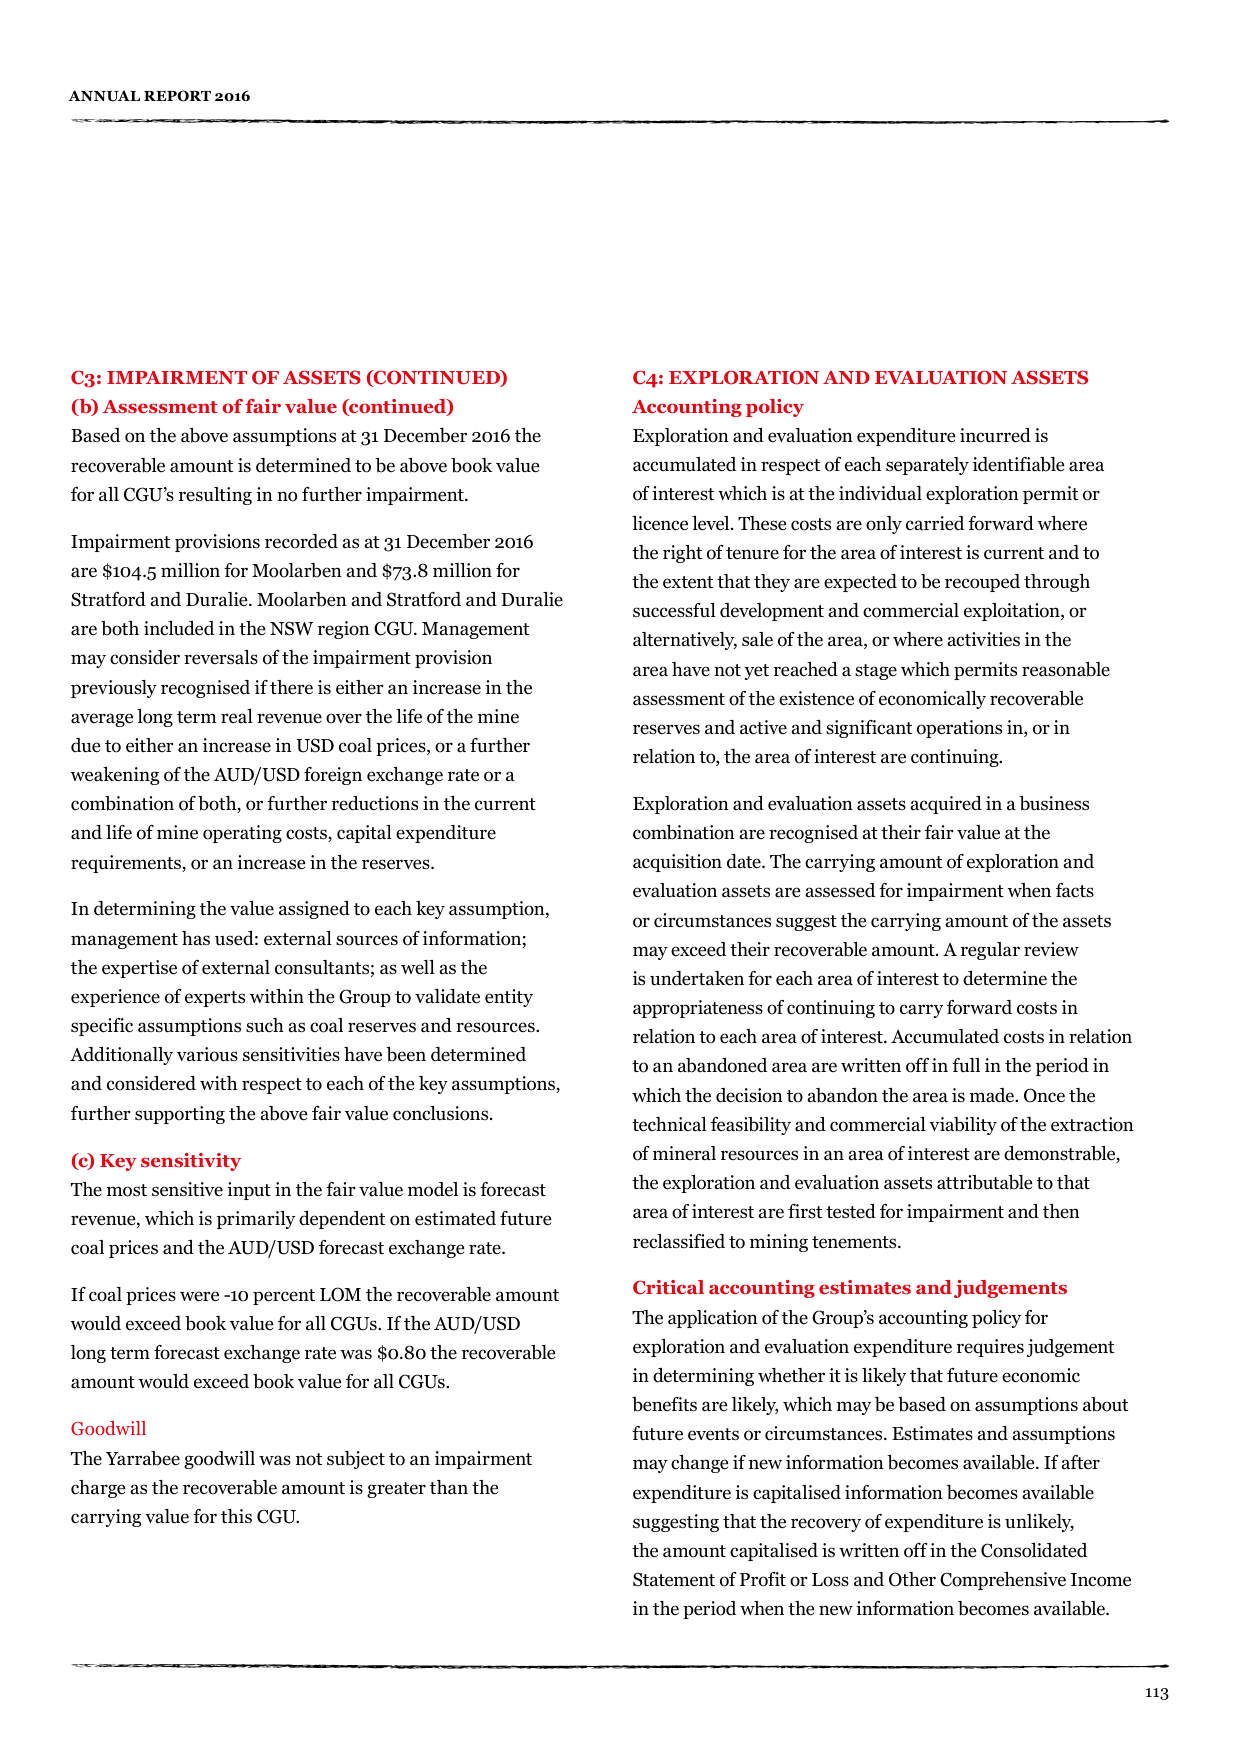 ANNUAL REPORT 2016
C3: IMPAIRMENT OF ASSETS (CONTINUED)
(b) Assessment of fair value (continued)
Based on the above assumptions at 31 December 2016 the
recoverable amount is determined to be above book value
for all CGU’s resulting in no further impairment.
Impairment provisions recorded as at 31 December 2016
are $104.5 million for Moolarben and $73.8 million for
Stratford and Duralie. Moolarben and Stratford and Duralie
are both included in the NSW region CGU. Management
may consider reversals of the impairment provision
previously recognised if there is either an increase in the
average long term real revenue over the life of the mine
due to either an increase in USD coal prices, or a further
weakening of the AUD/USD foreign exchange rate or a
combination of both, or further reductions in the current
and life of mine operating costs, capital expenditure
requirements, or an increase in the reserves.
In determining the value assigned to each key assumption,
management has used: external sources of information;
the expertise of external consultants; as well as the
experience of experts within the Group to validate entity
specific assumptions such as coal reserves and resources.
Additionally various sensitivities have been determined
and considered with respect to each of the key assumptions,
further supporting the above fair value conclusions.
(c) Key sensitivity
The most sensitive input in the fair value model is forecast
revenue, which is primarily dependent on estimated future
coal prices and the AUD/USD forecast exchange rate.
If coal prices were -10 percent LOM the recoverable amount
would exceed book value for all CGUs. If the AUD/USD
long term forecast exchange rate was $0.80 the recoverable
amount would exceed book value for all CGUs.
Goodwill
The Yarrabee goodwill was not subject to an impairment
charge as the recoverable amount is greater than the
carrying value for this CGU.
C4: EXPLORATION AND EVALUATION ASSETS
Accounting policy
Exploration and evaluation expenditure incurred is
accumulated in respect of each separately identifiable area
of interest which is at the individual exploration permit or
licence level. These costs are only carried forward where
the right of tenure for the area of interest is current and to
the extent that they are expected to be recouped through
successful development and commercial exploitation, or
alternatively, sale of the area, or where activities in the
area have not yet reached a stage which permits reasonable
assessment of the existence of economically recoverable
reserves and active and significant operations in, or in
relation to, the area of interest are continuing.
Exploration and evaluation assets acquired in a business
combination are recognised at their fair value at the
acquisition date. The carrying amount of exploration and
evaluation assets are assessed for impairment when facts
or circumstances suggest the carrying amount of the assets
may exceed their recoverable amount. A regular review
is undertaken for each area of interest to determine the
appropriateness of continuing to carry forward costs in
relation to each area of interest. Accumulated costs in relation
to an abandoned area are written off in full in the period in
which the decision to abandon the area is made. Once the
technical feasibility and commercial viability of the extraction
of mineral resources in an area of interest are demonstrable,
the exploration and evaluation assets attributable to that
area of interest are first tested for impairment and then
reclassified to mining tenements.
Critical accounting estimates and judgements
The application of the Group’s accounting policy for
exploration and evaluation expenditure requires judgement
in determining whether it is likely that future economic
benefits are likely, which may be based on assumptions about
future events or circumstances. Estimates and assumptions
may change if new information becomes available. If after
expenditure is capitalised information becomes available
suggesting that the recovery of expenditure is unlikely,
the amount capitalised is written off in the Consolidated
Statement of Profit or Loss and Other Comprehensive Income
in the period when the new information becomes available.
113